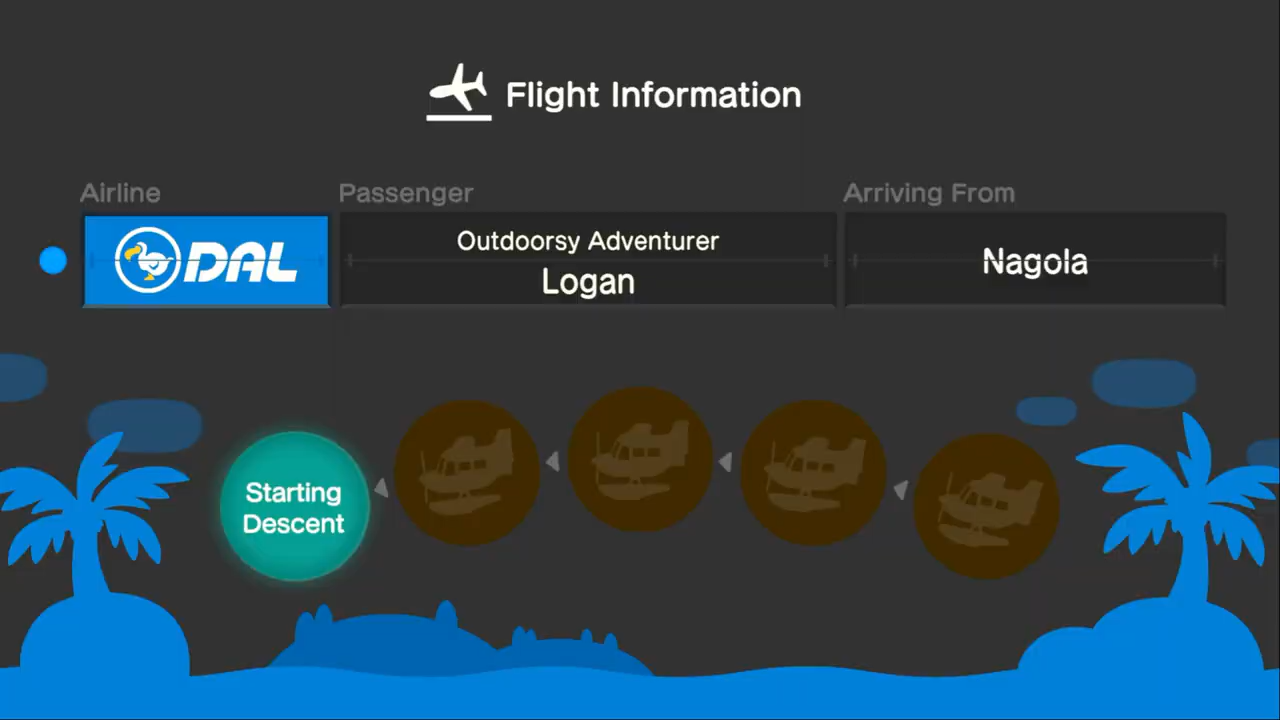 Flight Information
Airline
Passenger
Arriving From
DAL
Outdoorsy Adventurer
Logan
Nagola
Starting
Descent